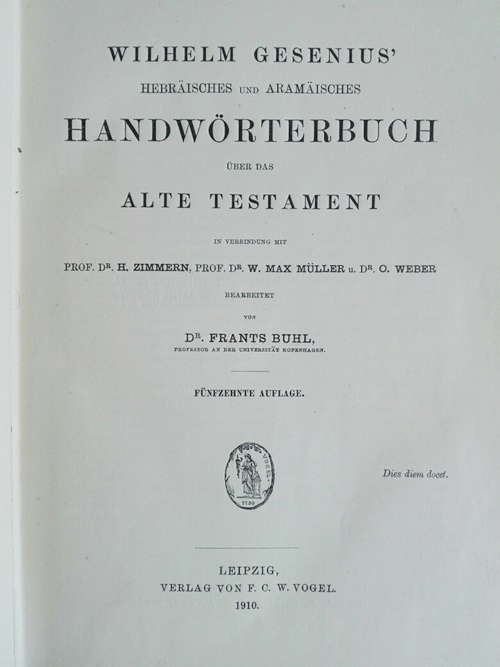 WILHELM GESENIUS'
HEBRÄISCHES UND ARAMÄISCHES
HANDWÖRTERBUCH
ÜBER DAS
ALTE TESTAMENT
IN VERBINDUNG MIT
PROF. DR. H. ZIMMERN, PROF. DR. W. MAX MÜLLER u. DR. O. WEBER
BEARBEITET
VON
DR. FRANTS BUHL,
PROFESSOR AN DER UNIVERSITÄT KOPENHAGEN.
FÜNFZEHNTE AUFLAGE.
F.C.W. VOGEL.
1730
Dies diem docet.
LEIPZIG,
VERLAG VON F. C. W. VOGEL.
1910.